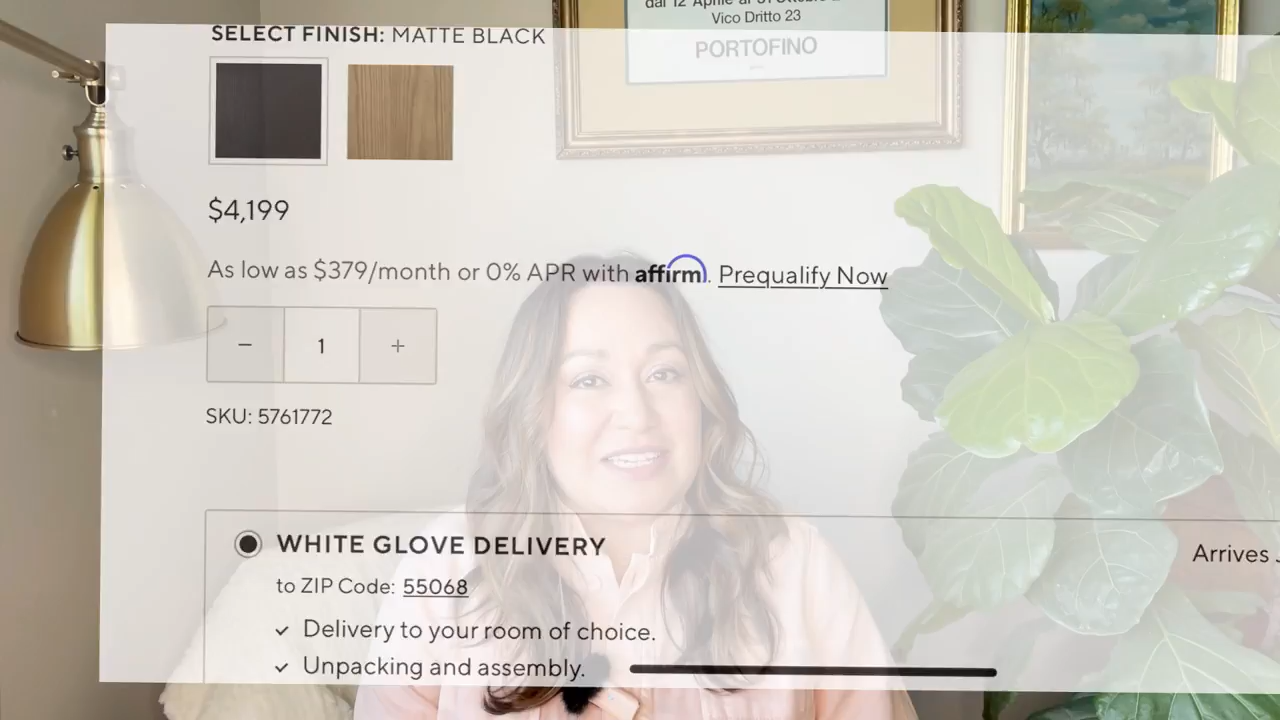 dal 12 Aprile al 31 Ottobre
Vico Dritto 23
PORTOFINO
SELECT FINISH: MATTE BLACK
$4,199
As low as $379/month or 0% APR with affirm. Prequalify Now
− 1 +
SKU: 5761772
WHITE GLOVE DELIVERY
Arrives
to ZIP Code: 55068
Delivery to your room of choice.
Unpacking and assembly.